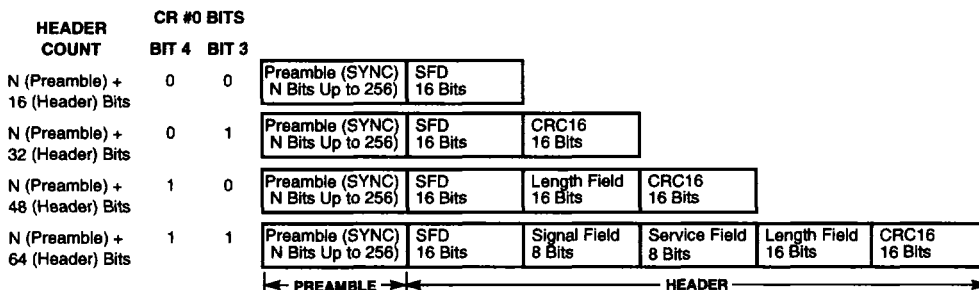 CR #0 BITS
HEADER
COUNT BIT 4 BIT 3
N (Preamble) + 0 0 Preamble (SYNC) SFD
16 (Header) Bits N Bits Up to 256) 16 Bits
N (Preamble) + 0 1 Preamble (SYNC) SFD CRC16
32 (Header) Bits N Bits Up to 256) 16 Bits 16 Bits
N (Preamble) + 1 0 Preamble (SYNC) SFD Length Field CRC16
48 (Header) Bits N Bits Up to 256) 16 Bits 16 Bits 16 Bits
N (Preamble) + 1 1 Preamble (SYNC) SFD Signal Field Service Field Length Field CRC16
64 (Header) Bits N Bits Up to 256) 16 Bits 8 Bits 8 Bits 16 Bits 16 Bits
PREAMBLE HEADER